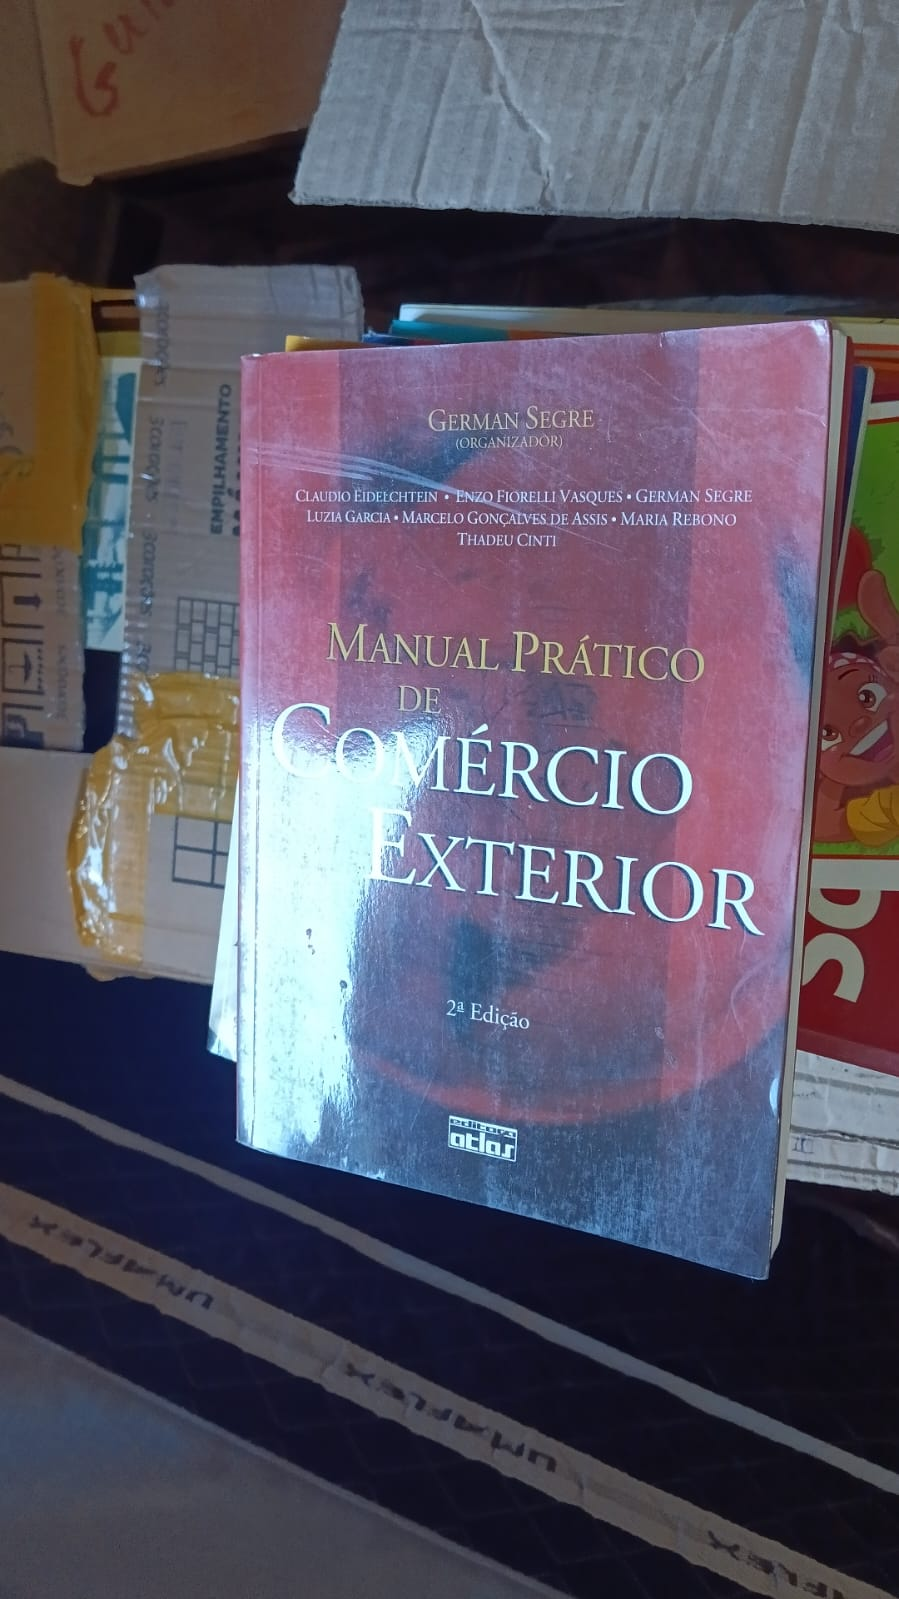 GERMAN SEGRE
(ORGANIZADOR)
CLAUDIO EIDELCHTEIN • ENZO FIORELLI VASQUES • GERMAN SEGRE
LUZIA GARCIA • MARCELO GONÇALVES DE ASSIS • MARIA REBONO
THADEU CINTI
MANUAL PRÁTICO
DE
COMÉRCIO
EXTERIOR
2ª Edição
editora
atlas
EMPILHAMENTO
UMAFLEX
UMAFLEX